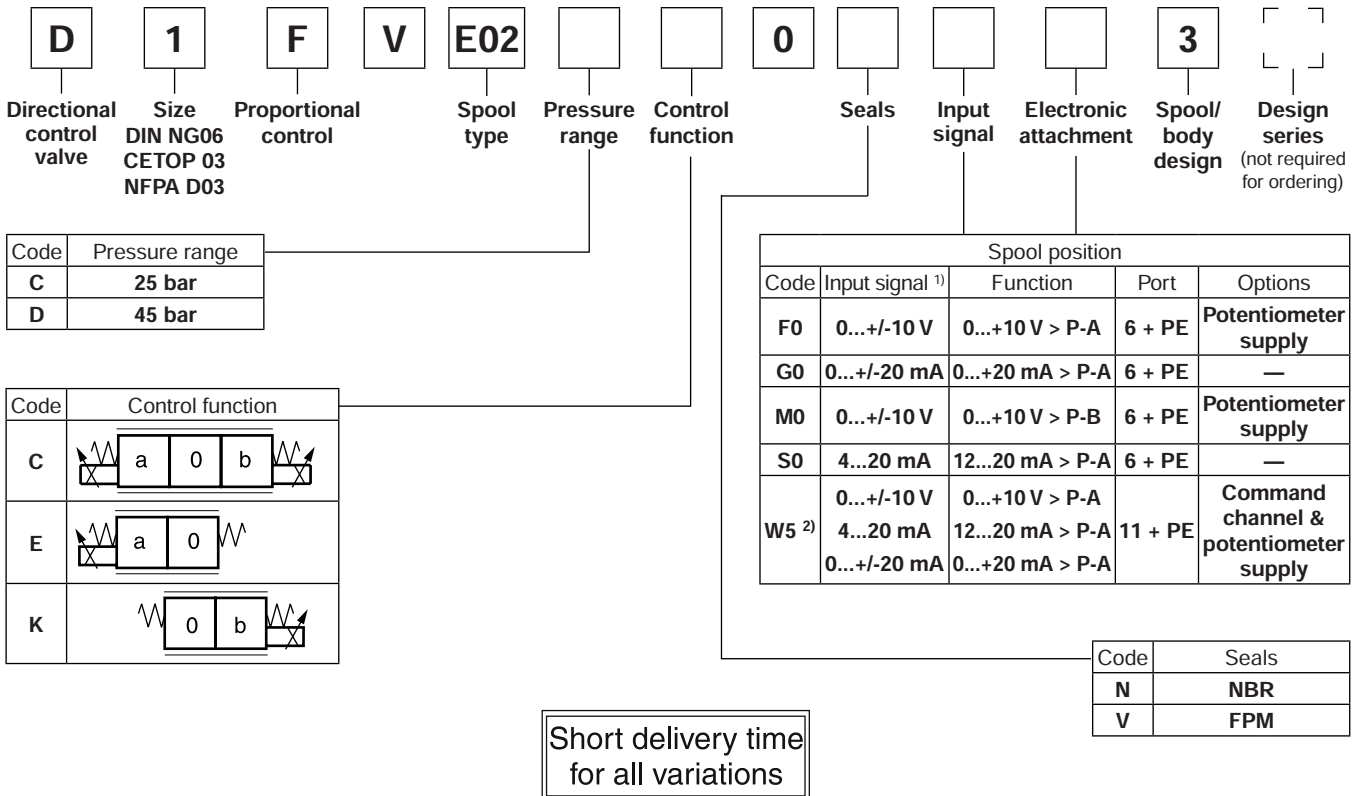 D 1 F V E02 0 3
Directional control valve
Size DIN NG06 CETOP 03 NFPA D03
Proportional control
Spool type
Pressure range
Control function
Seals
Input signal
Electronic attachment
Spool/ body design
Design series (not required for ordering)
Code Pressure range
C 25 bar
D 45 bar
Code Control function
C a 0 b
E a 0
K 0 b
Spool position
Code Input signal 1) Function Port Options
F0 0...+/-10 V 0...+10 V > P-A 6 + PE Potentiometer supply
G0 0...+/-20 mA 0...+20 mA > P-A 6 + PE —
M0 0...+/-10 V 0...+10 V > P-B 6 + PE Potentiometer supply
S0 4...20 mA 12...20 mA > P-A 6 + PE —
W5 2) 0...+/-10 V 0...+10 V > P-A 11 + PE Command channel & potentiometer supply
4...20 mA 12...20 mA > P-A
0...+/-20 mA 0...+20 mA > P-A
Code Seals
N NBR
V FPM
Short delivery time
for all variations